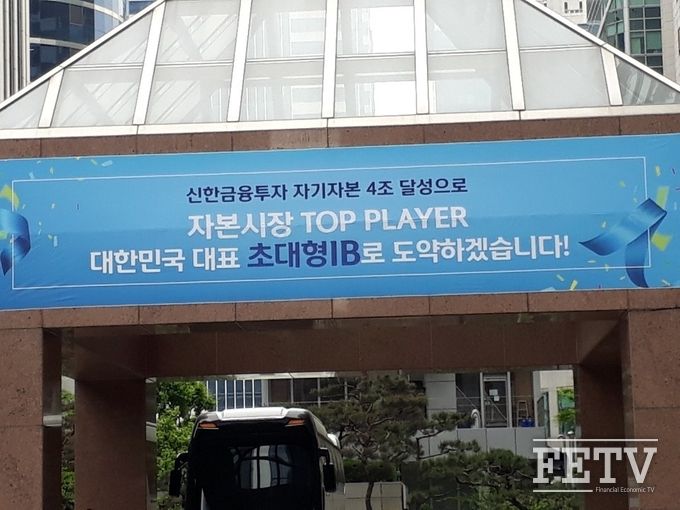 신한금융투자 자기자본 4조 달성으로
자본시장 TOP PLAYER
대한민국 대표 초대형IB로 도약하겠습니다!
FETV
Financial Economic TV